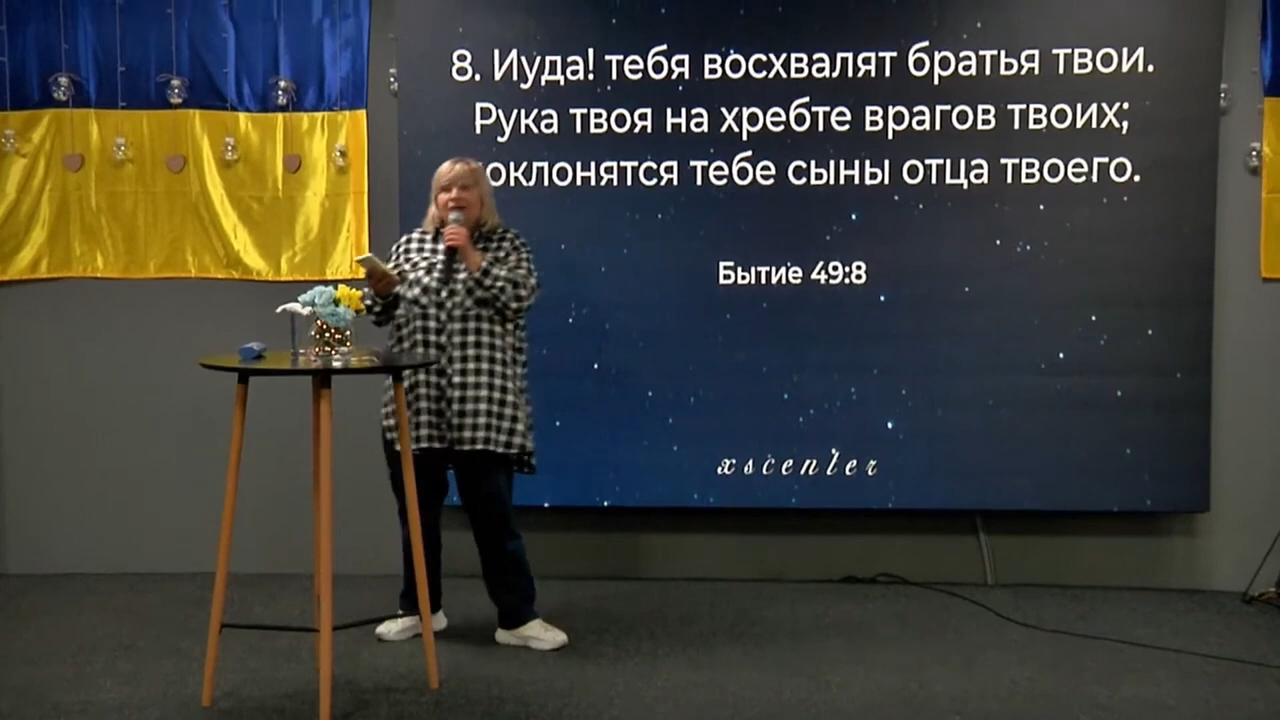 8. Иуда! тебя восхвалят братья твои.
Рука твоя на хребте врагов твоих;
оклонятся тебе сыны отца твоего.
Бытие 49:8
xscenter